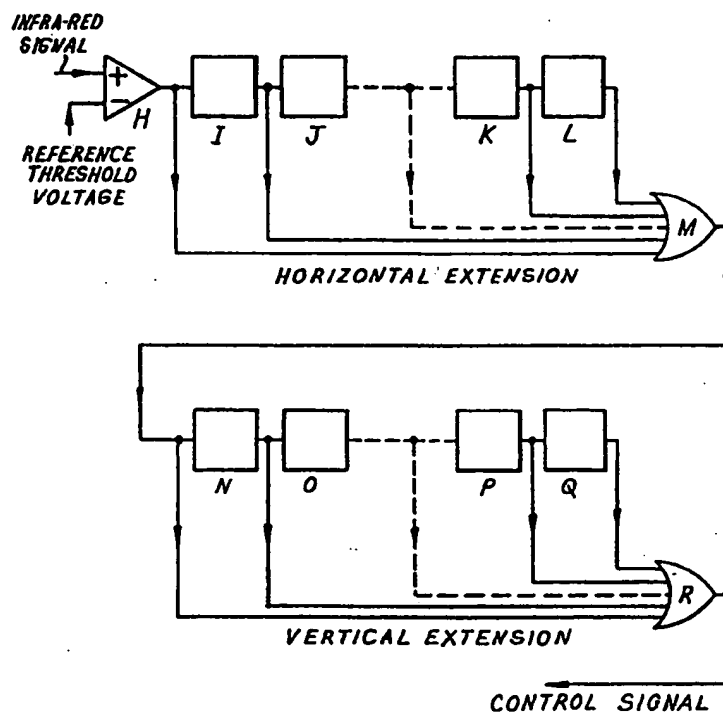 INFRA-RED
SIGNAL
+
−
H
I
J
K
L
M
REFERENCE
THRESHOLD
VOLTAGE
HORIZONTAL EXTENSION
N
O
P
Q
R
VERTICAL EXTENSION
CONTROL SIGNAL